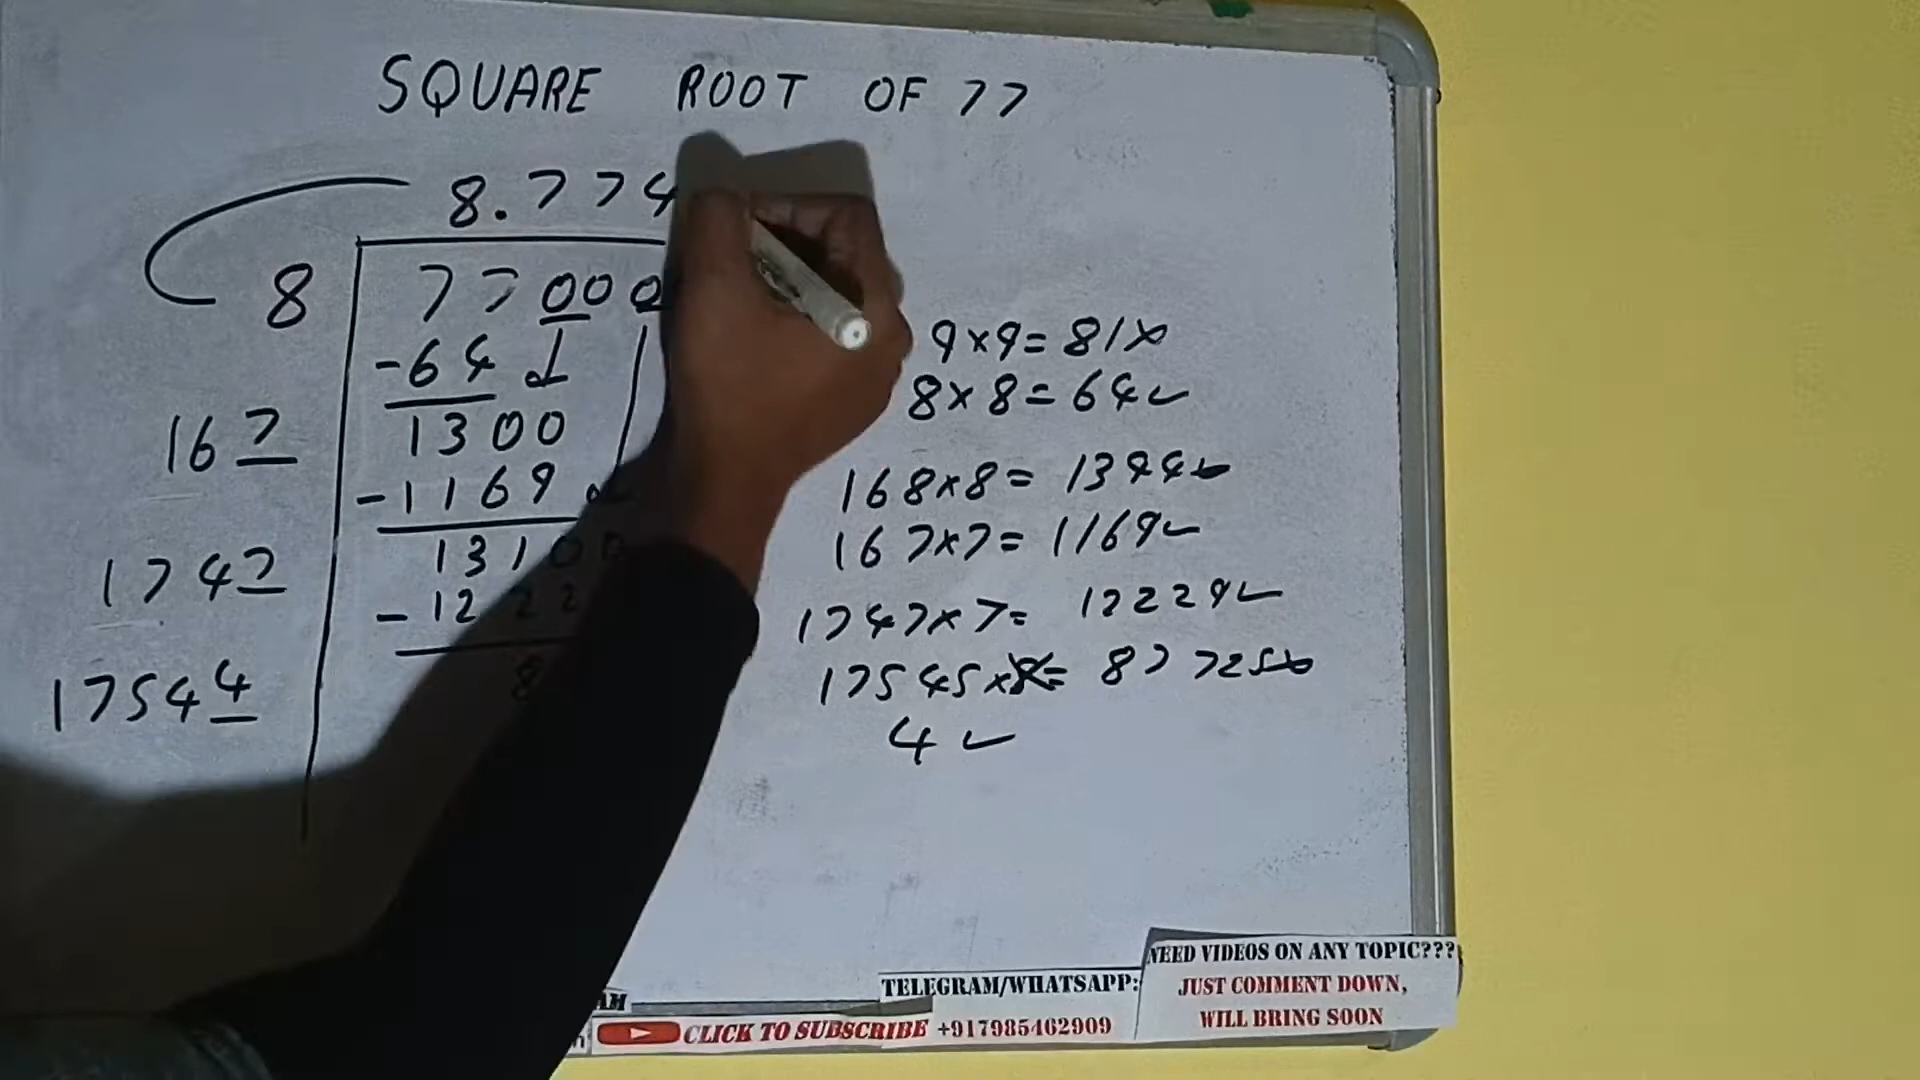 SQUARE ROOT OF 77
8.774
8 77000
-64
1300
167
-1169
1310
1747
-1222
8
17544
9×9=81×
8×8=64✓
168×8= 1344
167×7= 1169✓
1747×7= 12229✓
17545× = 87725
4✓
NEED VIDEOS ON ANY TOPIC???
JUST COMMENT DOWN,
WILL BRING SOON
TELEGRAM/WHATSAPP:
CLICK TO SUBSCRIBE +917985462909